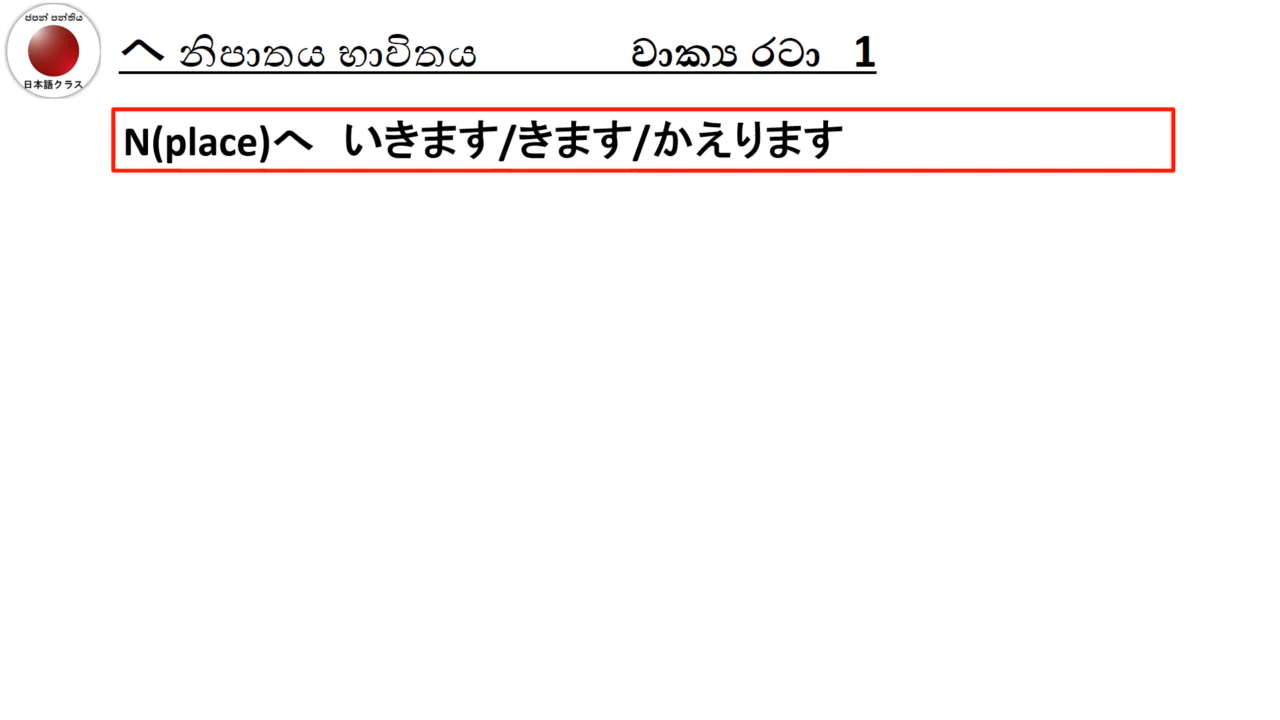 ජපන් පන්තිය
日本語クラス
へ නිපාතය භාවිතය වාක්‍ය රටා 1
N(place)へ いきます/きます/かえります